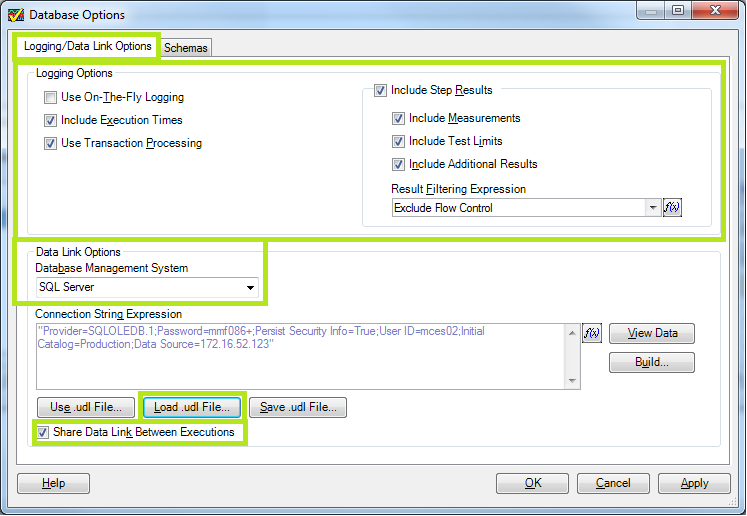 Database Options
Logging/Data Link Options
Schemas
Logging Options
Use On-The-Fly Logging
Include Execution Times
Use Transaction Processing
Include Step Results
Include Measurements
Include Test Limits
Include Additional Results
Result Filtering Expression
Exclude Flow Control
f(x)
Data Link Options
Database Management System
SQL Server
Connection String Expression
"Provider=SQLOLEDB.1;Password=mmf086+;Persist Security Info=True;User ID=mces02;Initial
Catalog=Production;Data Source=172.16.52.123"
f(x)
View Data
Build...
Use .udl File...
Load .udl File...
Save .udl File...
Share Data Link Between Executions
Help
OK
Cancel
Apply